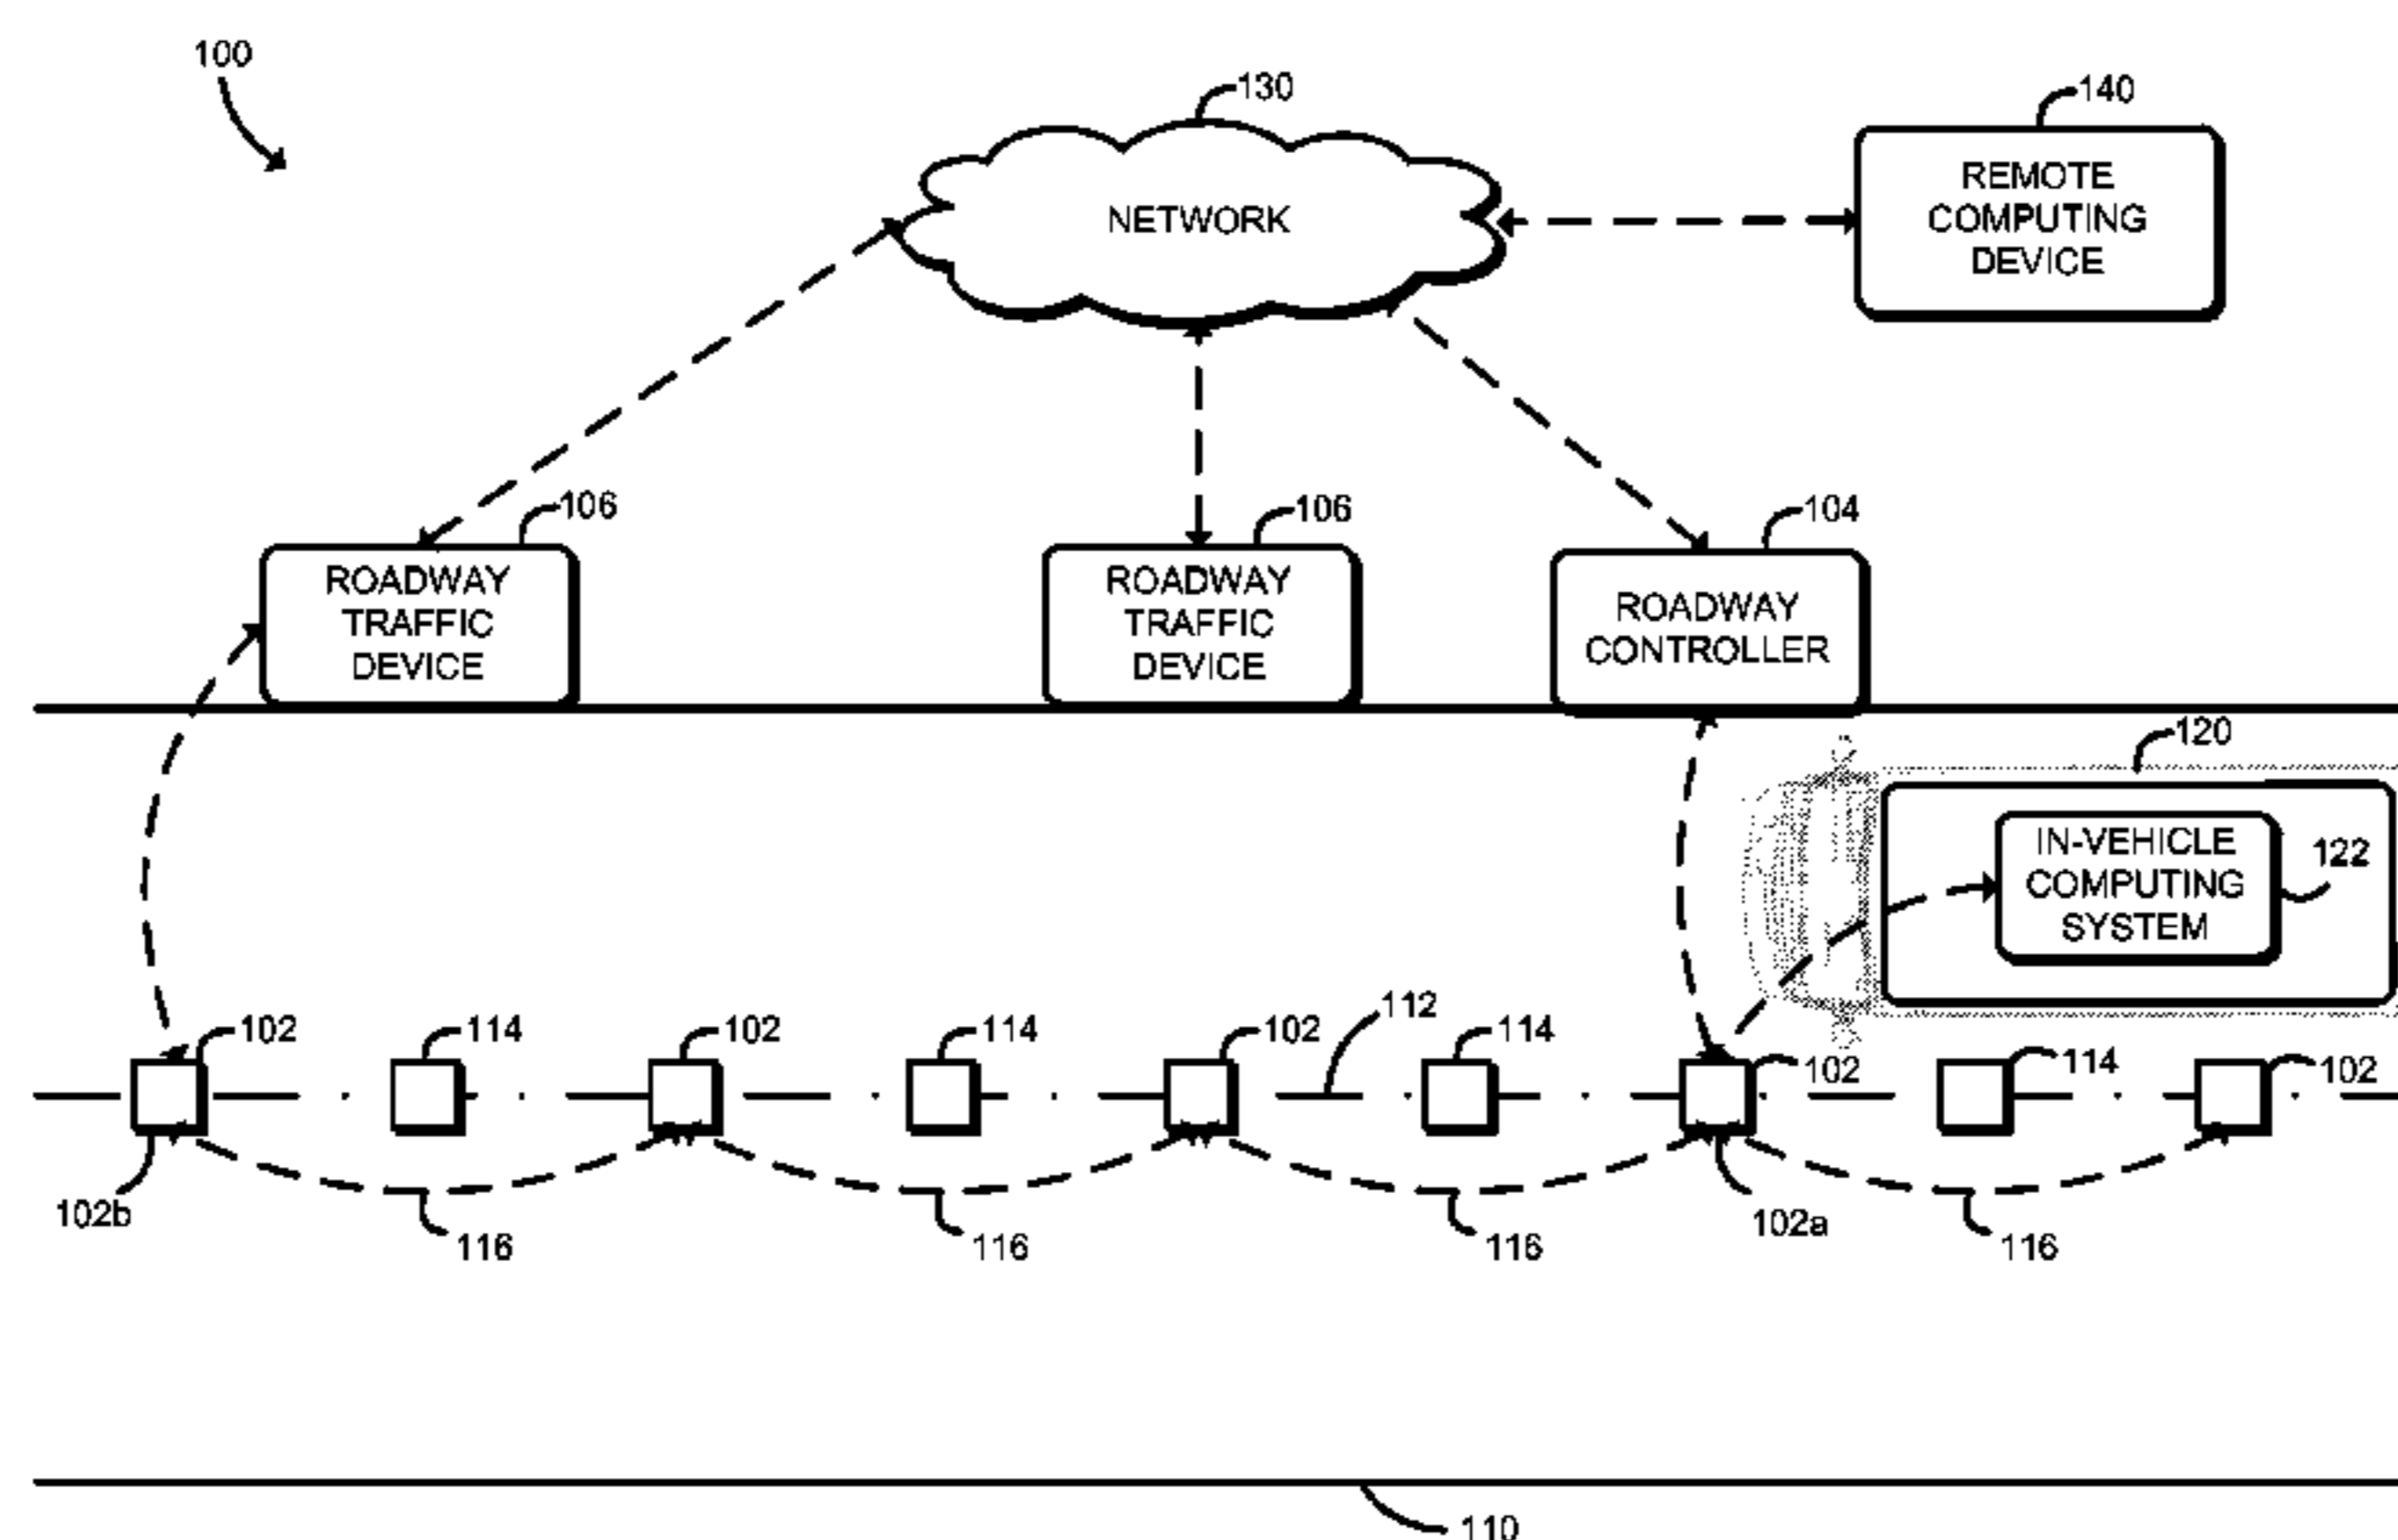 100
130
140
NETWORK
REMOTE
COMPUTING
DEVICE
106
106
104
ROADWAY
TRAFFIC
DEVICE
ROADWAY
TRAFFIC
DEVICE
ROADWAY
CONTROLLER
120
IN-VEHICLE
COMPUTING
SYSTEM
122
112
102
114
102
114
102
114
102
114
102
102b
116
116
116
102a
116
110